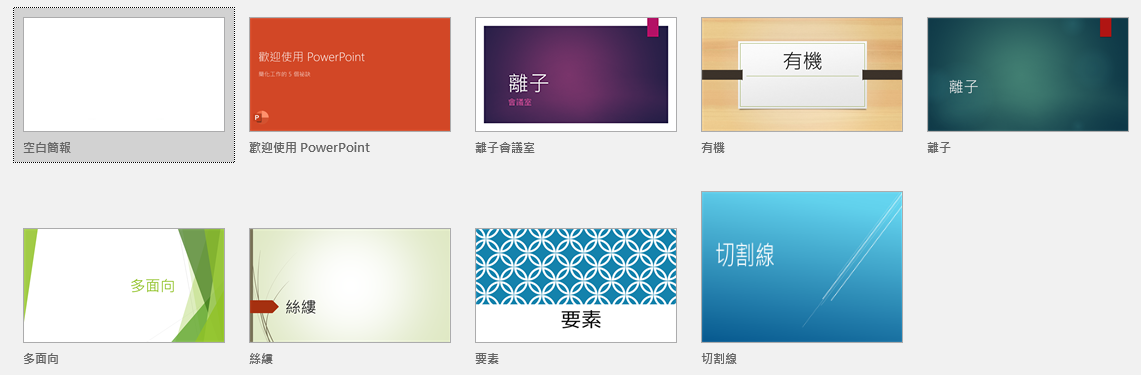 歡迎使用 PowerPoint
簡化工作的 5 個祕訣
P
離子
會議室
有機
離子
空白簡報
歡迎使用 PowerPoint
離子會議室
有機
離子
多面向
絲縷
要素
切割線
多面向
絲縷
要素
切割線